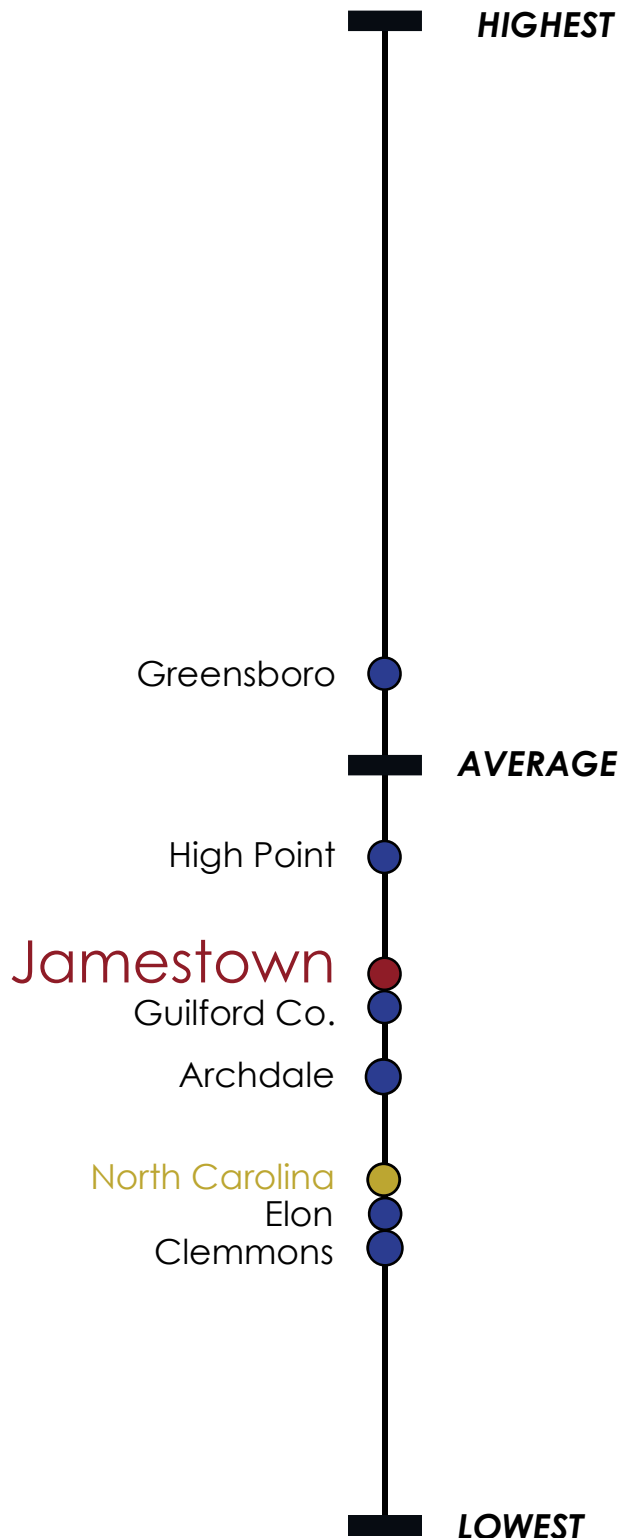 HIGHEST
Greensboro
AVERAGE
High Point
Jamestown
Guilford Co.
Archdale
North Carolina
Elon
Clemmons
LOWEST